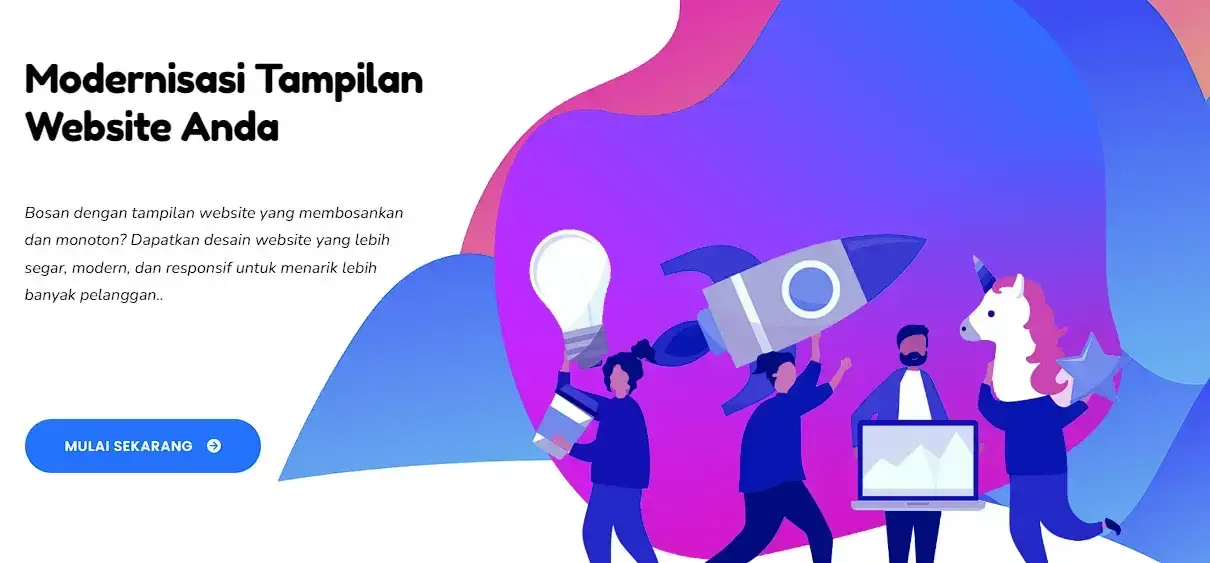 Modernisasi Tampilan
Website Anda
Bosan dengan tampilan website yang membosankan
dan monoton? Dapatkan desain website yang lebih
segar, modern, dan responsif untuk menarik lebih
banyak pelanggan..
MULAI SEKARANG